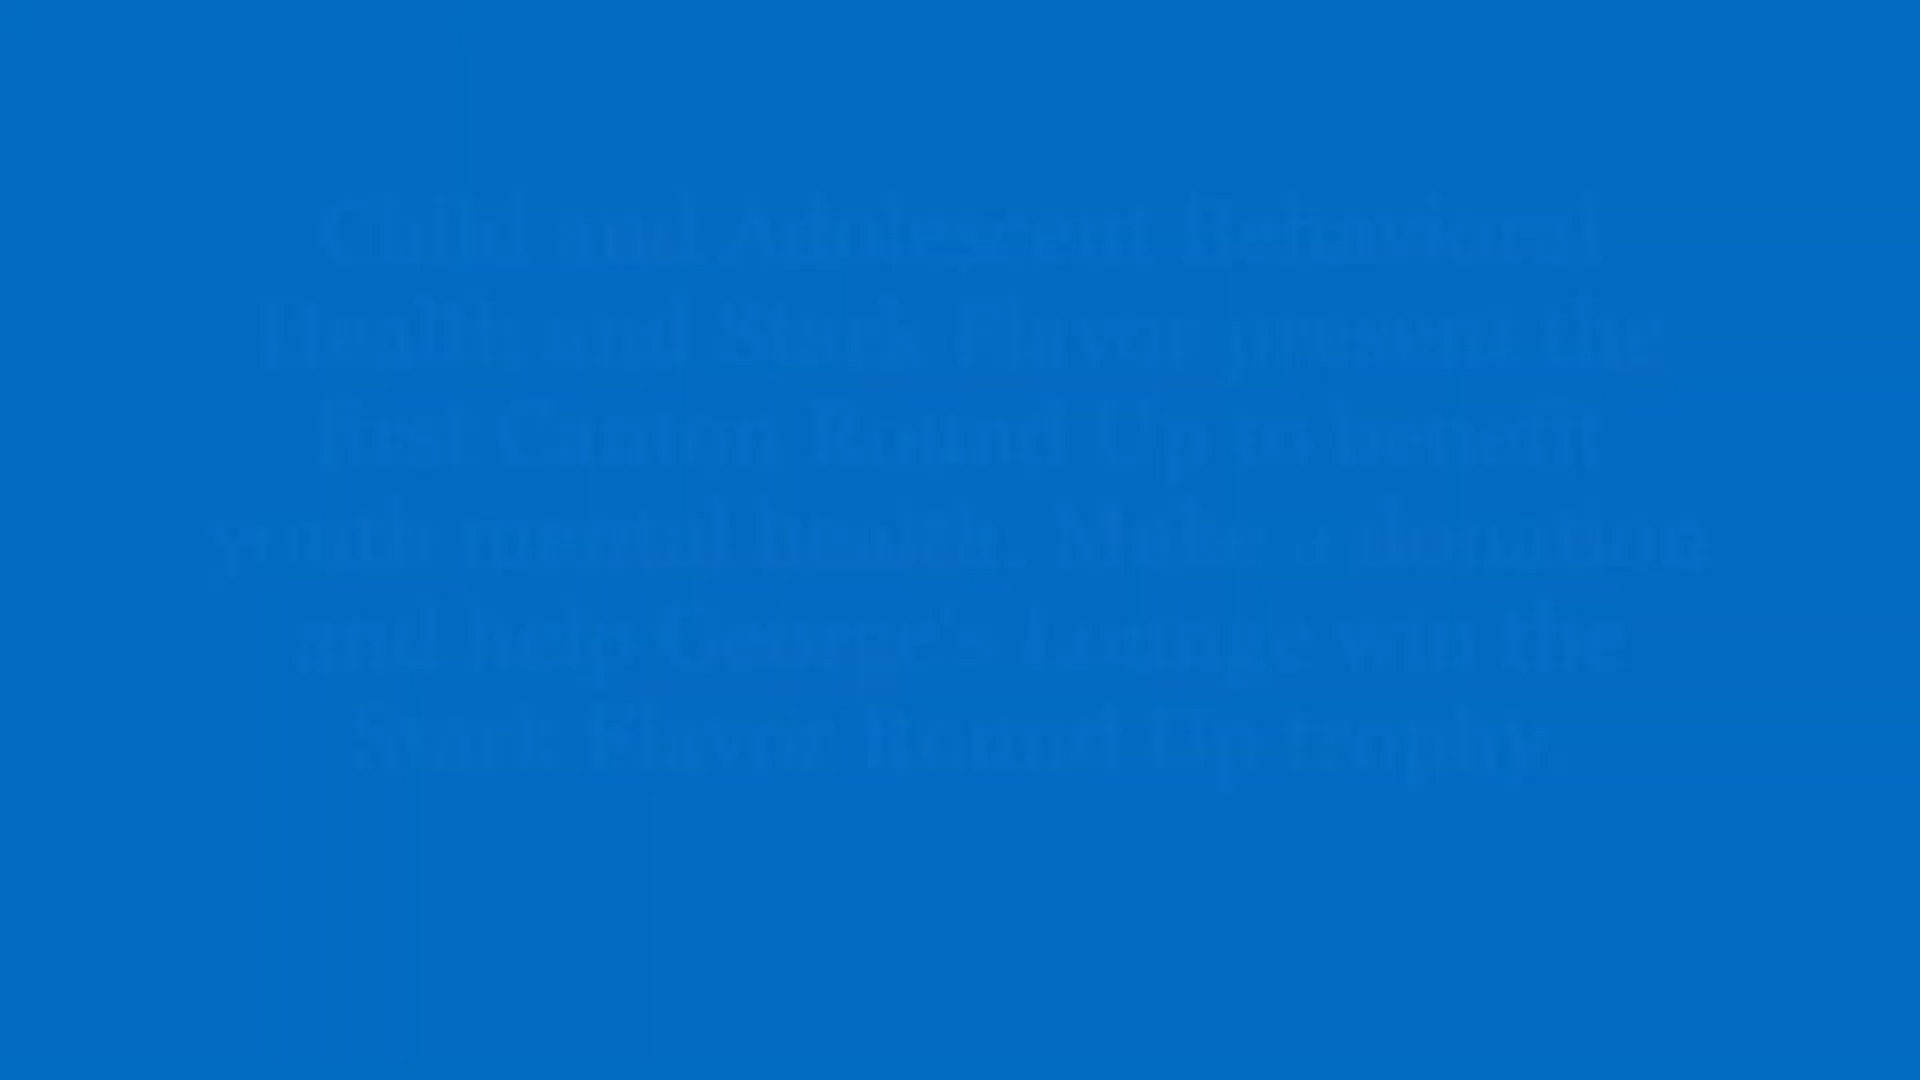 Child and Adolescent Behavioral
Health and Stark Flavor present the
first Canton Round Up to benefit
youth mental health. Make a donation
and help George's Lounge win the
Stark Flavor Round Up trophy.